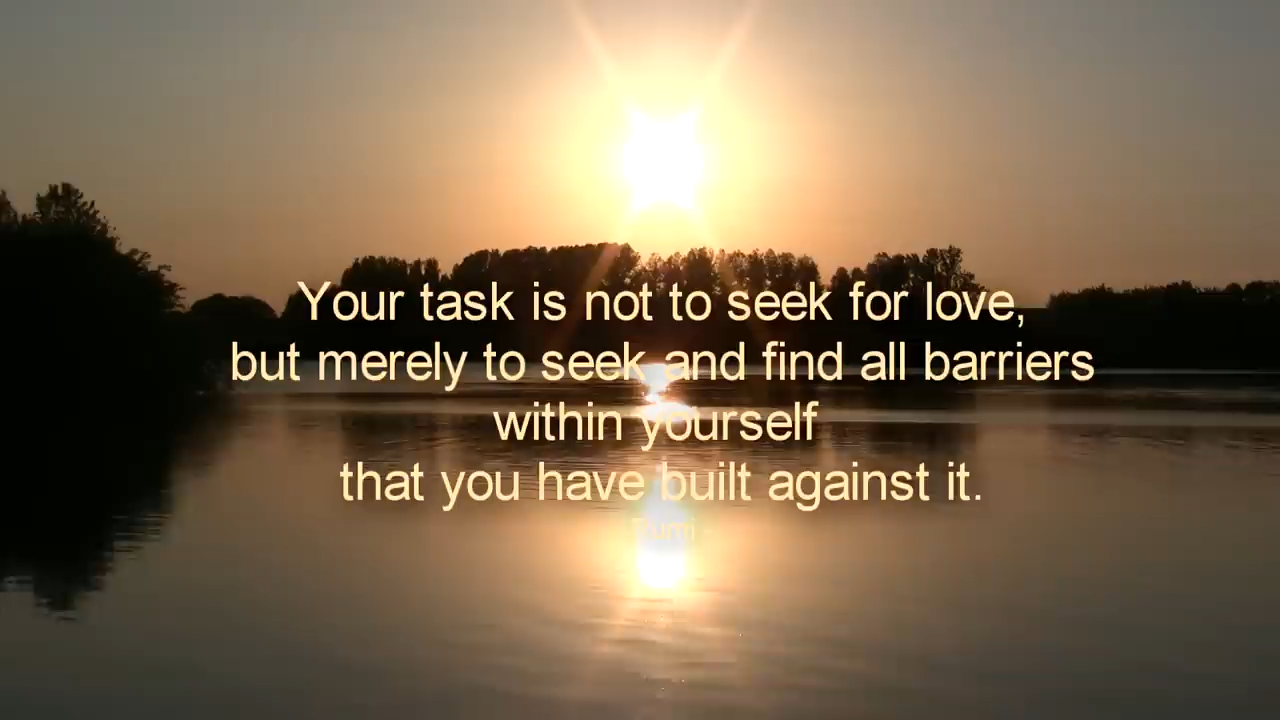 Your task is not to seek for love,
but merely to seek and find all barriers
within yourself
that you have built against it.
Rumi